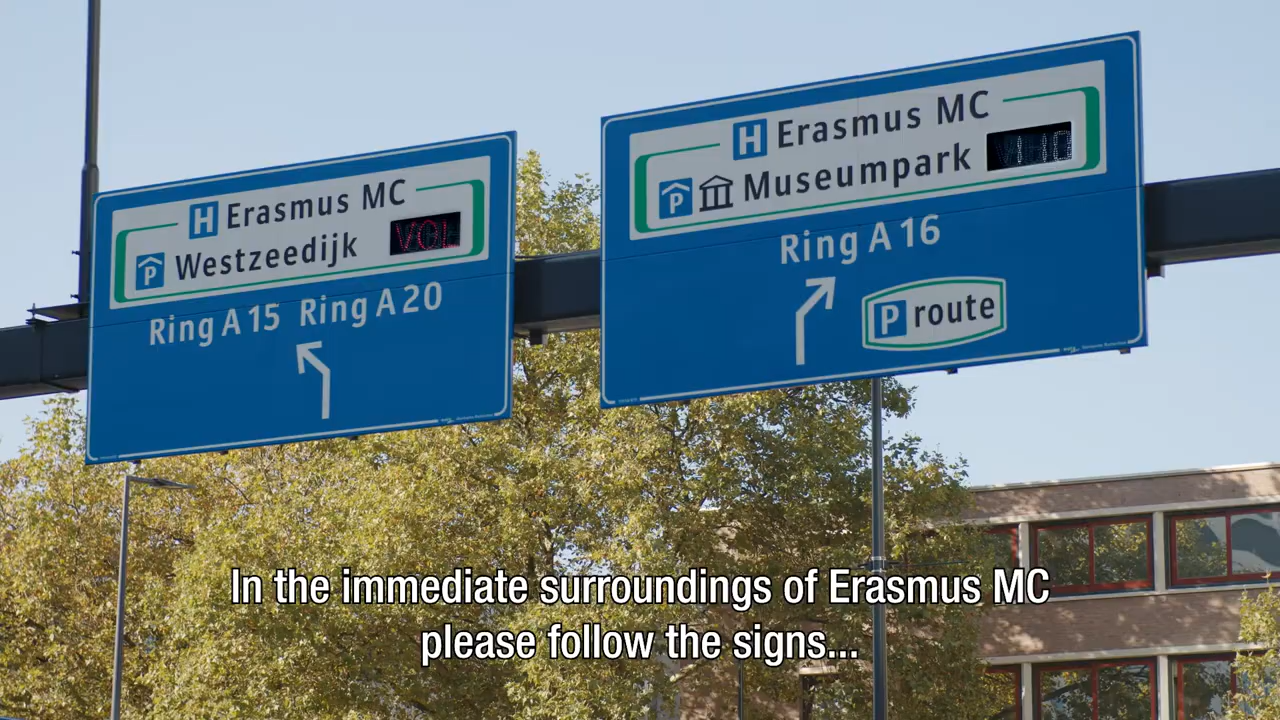 H Erasmus MC
P Westzeedijk VOL
Ring A15 Ring A20
H Erasmus MC
P Museumpark
Ring A16
P route
In the immediate surroundings of Erasmus MC
please follow the signs...